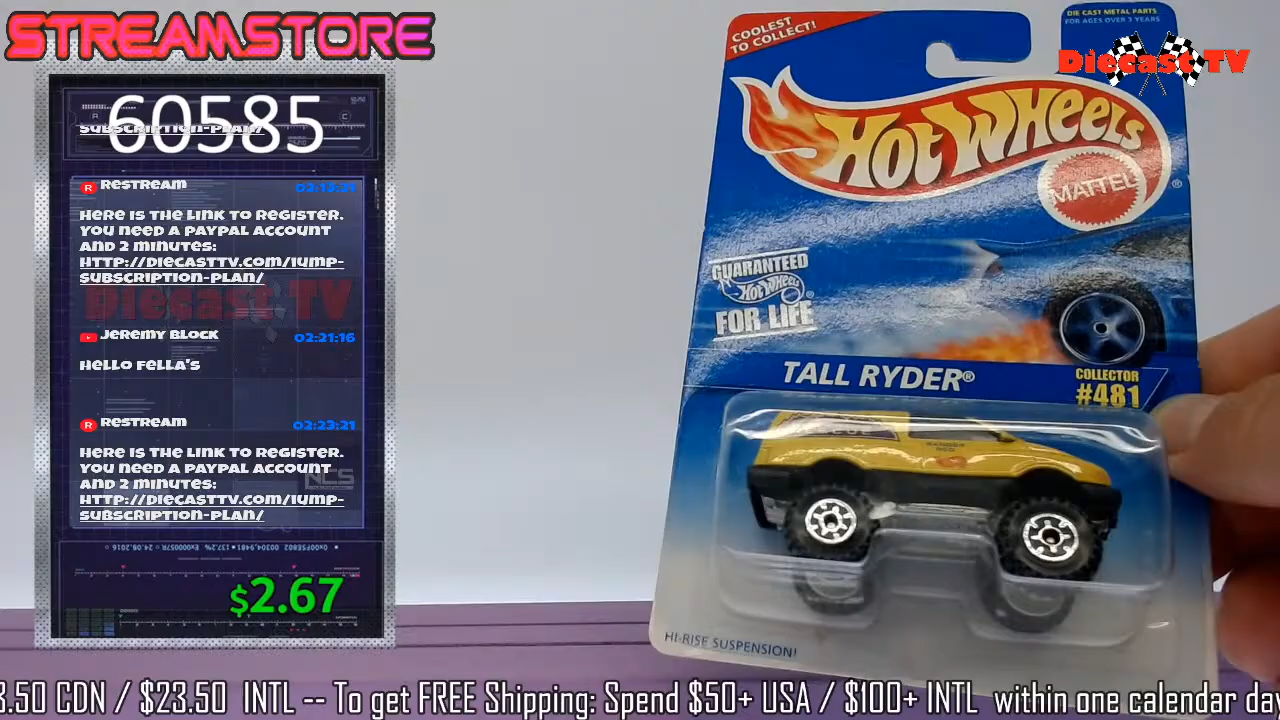 STREAMSTORE
60585
SUBSCRIPTION-PLAN/
RESTREAM
HERE IS THE LINK TO REGISTER.
YOU NEED A PAYPAL ACCOUNT
AND 2 MINUTES:
HTTP://DIECASTTV.COM/1UMP-
SUBSCRIPTION-PLAN/
Diecast TV
JEREMY BLOCK
02:21:16
HELLO FELLA'S
RESTREAM
02:23:21
HERE IS THE LINK TO REGISTER.
YOU NEED A PAYPAL ACCOUNT
AND 2 MINUTES:
HTTP://DIECASTTV.COM/1UMP-
SUBSCRIPTION-PLAN/
NCS
$2.67
COOLEST
TO COLLECT!
DIE CAST METAL PARTS
FOR AGES OVER 3 YEARS
Diecast TV
HOT WHEELS
MATTEL
®
GUARANTEED
HOT WHEELS
®
FOR LIFE
TALL RYDER®
COLLECTOR
#481
HI-RISE SUSPENSION!
3.50 CDN / $23.50 INTL -- To get FREE Shipping: Spend $50+ USA / $100+ INTL within one calendar day